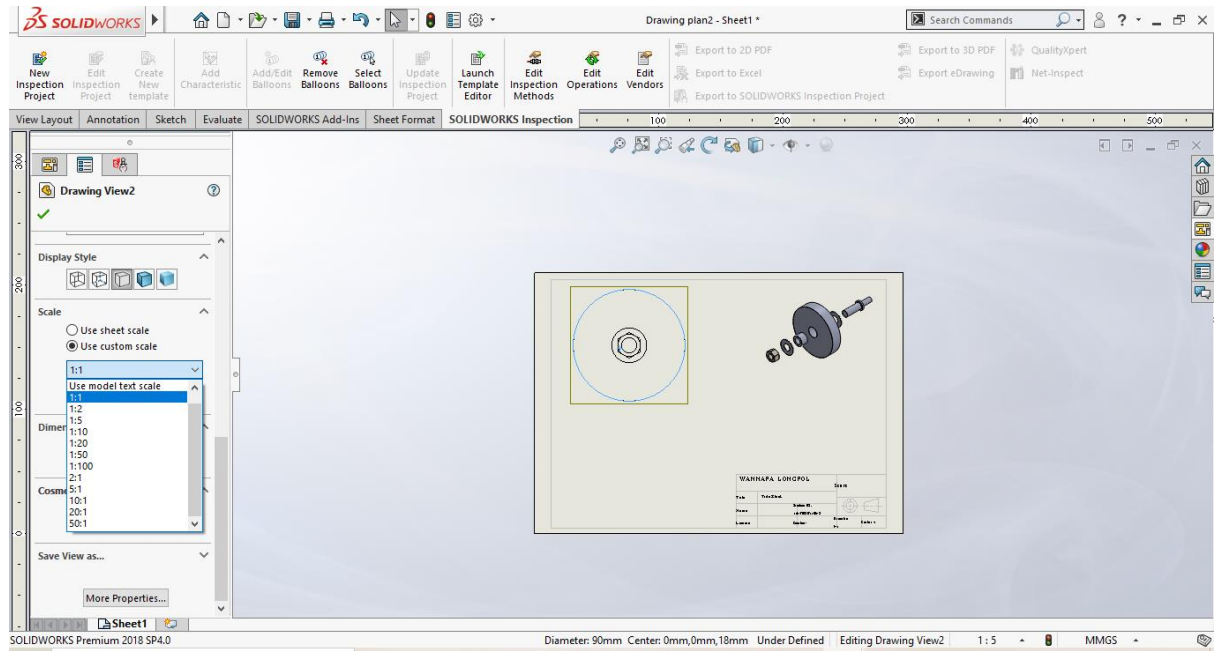 SOLIDWORKS
Drawing plan2 - Sheet1 *
Search Commands
?
New Inspection Project
Edit Inspection Project
Create New template
Add Characteristic
Add/Edit Balloons
Remove Balloons
Select Balloons
Update Inspection Project
Launch Template Editor
Edit Inspection Methods
Edit Operations
Edit Vendors
Export to 2D PDF
Export to Excel
Export to SOLIDWORKS Inspection Project
Export to 3D PDF
Export eDrawing
QualityXpert
Net-Inspect
View Layout Annotation Sketch Evaluate SOLIDWORKS Add-Ins Sheet Format SOLIDWORKS Inspection
100 200 300 400 500
300
200
100
0
Drawing View2
Display Style
Scale
Use sheet scale
Use custom scale
1:1
Use model text scale
1:1
1:2
1:5
1:10
1:20
1:50
1:100
2:1
5:1
10:1
20:1
50:1
Dimen
Cosme
Save View as...
More Properties...
WANNAPA LONGPOL
Sheet1
SOLIDWORKS Premium 2018 SP4.0
Diameter: 90mm Center: 0mm,0mm,18mm Under Defined Editing Drawing View2 1:5 MMGS